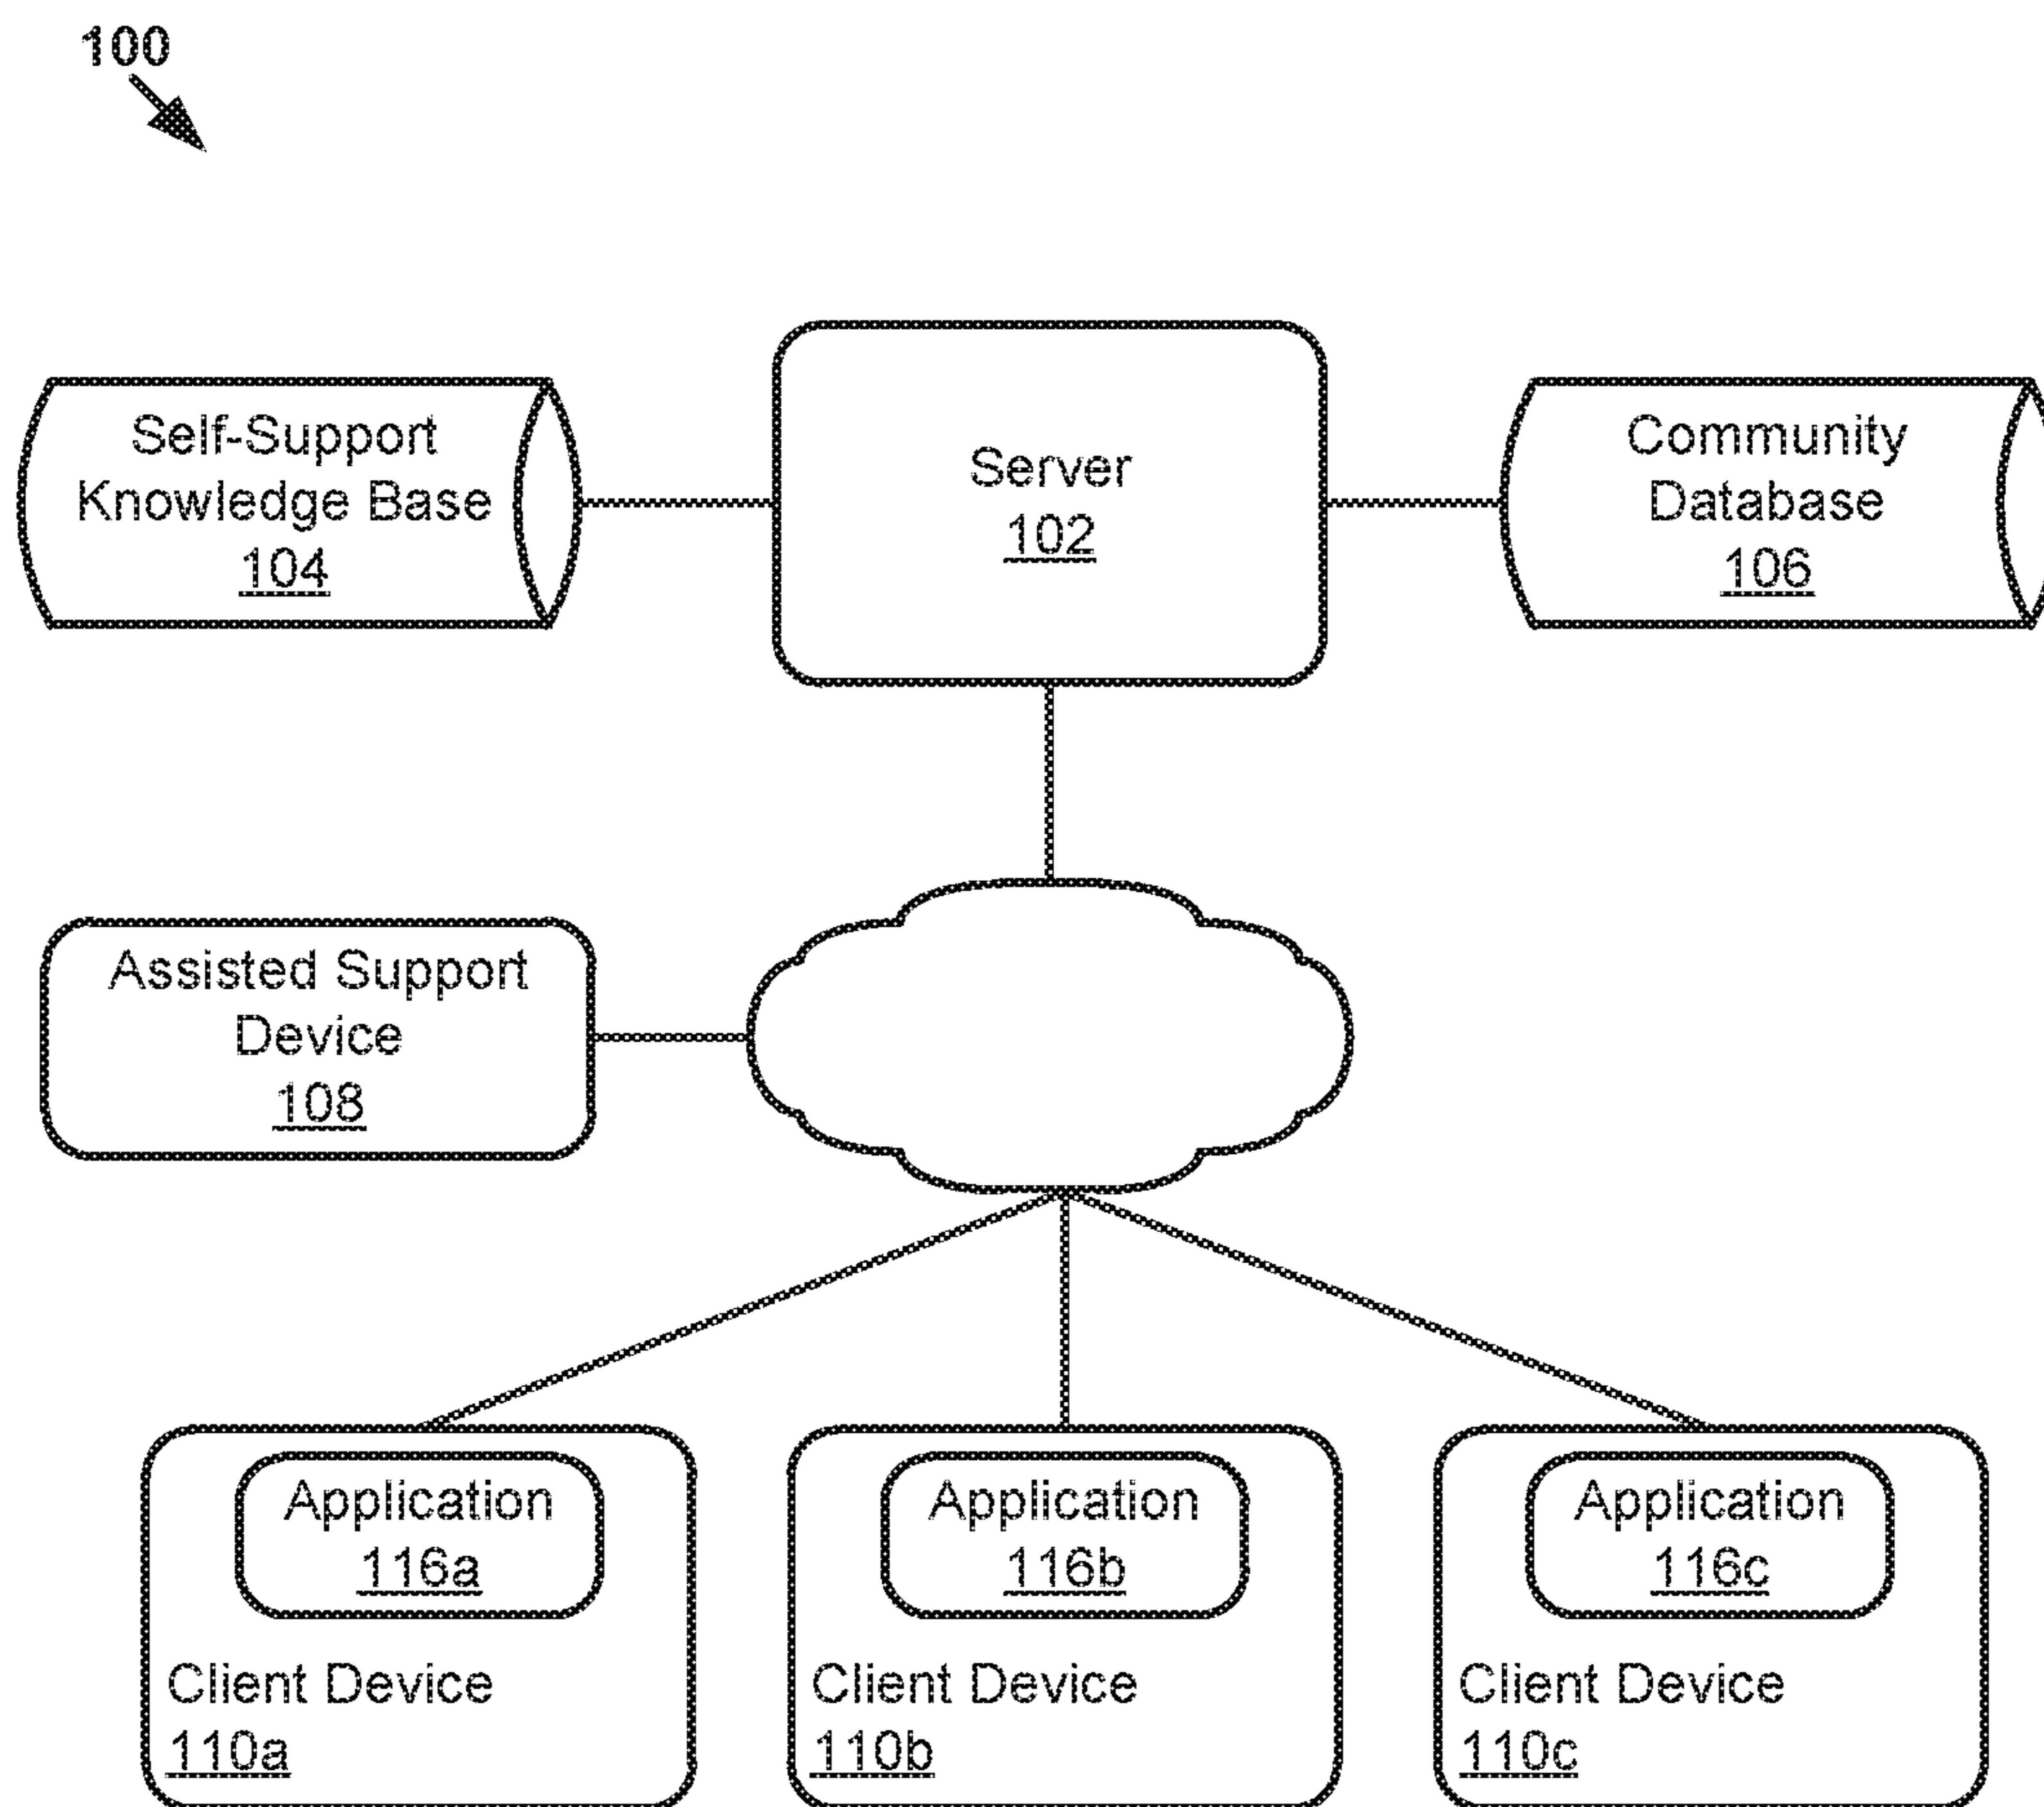 100
Self-Support
Knowledge Base
104
Server
102
Community
Database
106
Assisted Support
Device
108
Application
116a
Client Device
110a
Application
116b
Client Device
110b
Application
116c
Client Device
110c